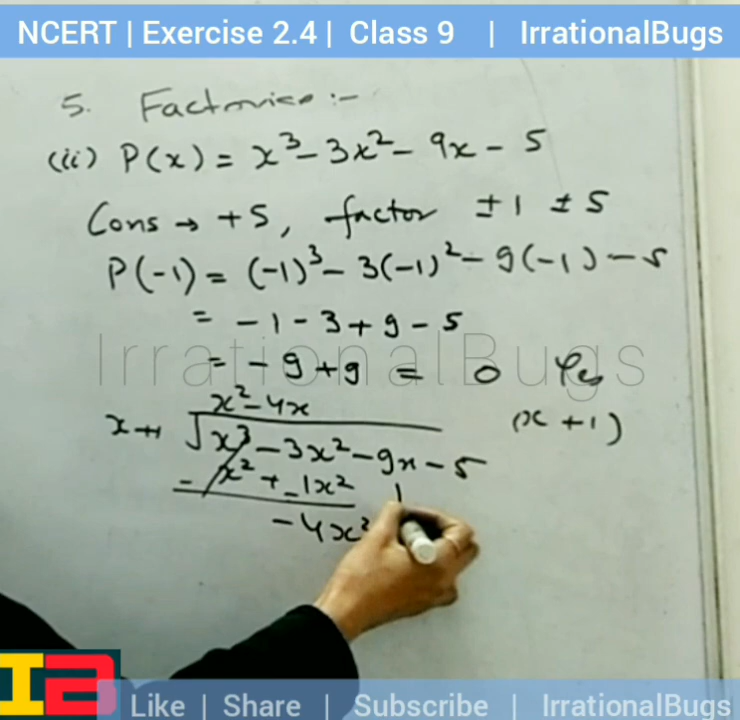 NCERT | Exercise 2.4 | Class 9 | IrrationalBugs
5. Factorise :-
(ii) P(x) = x³ - 3x² - 9x - 5
Cons → +5, factor ±1 ±5
P(-1) = (-1)³ - 3(-1)² - 9(-1) - 5
= -1 - 3 + 9 - 5
IrrationalBugs
= -9 + 9 = 0 Yes
x² - 4x
(x + 1)
x+1 √x³ - 3x² - 9x - 5
- x² + - 1x²
- 4x²
Like | Share | Subscribe | IrrationalBugs